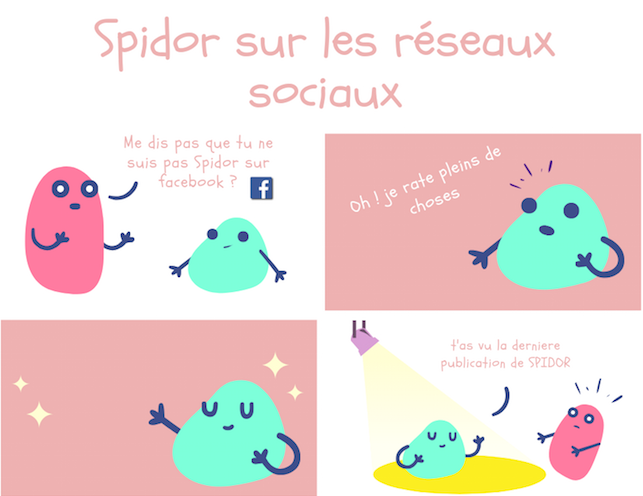 Spidor sur les réseaux
sociaux
Me dis pas que tu ne
suis pas Spidor sur
facebook ?
f
Oh ! je rate pleins de
choses
t'as vu la derniere
publication de SPIDOR